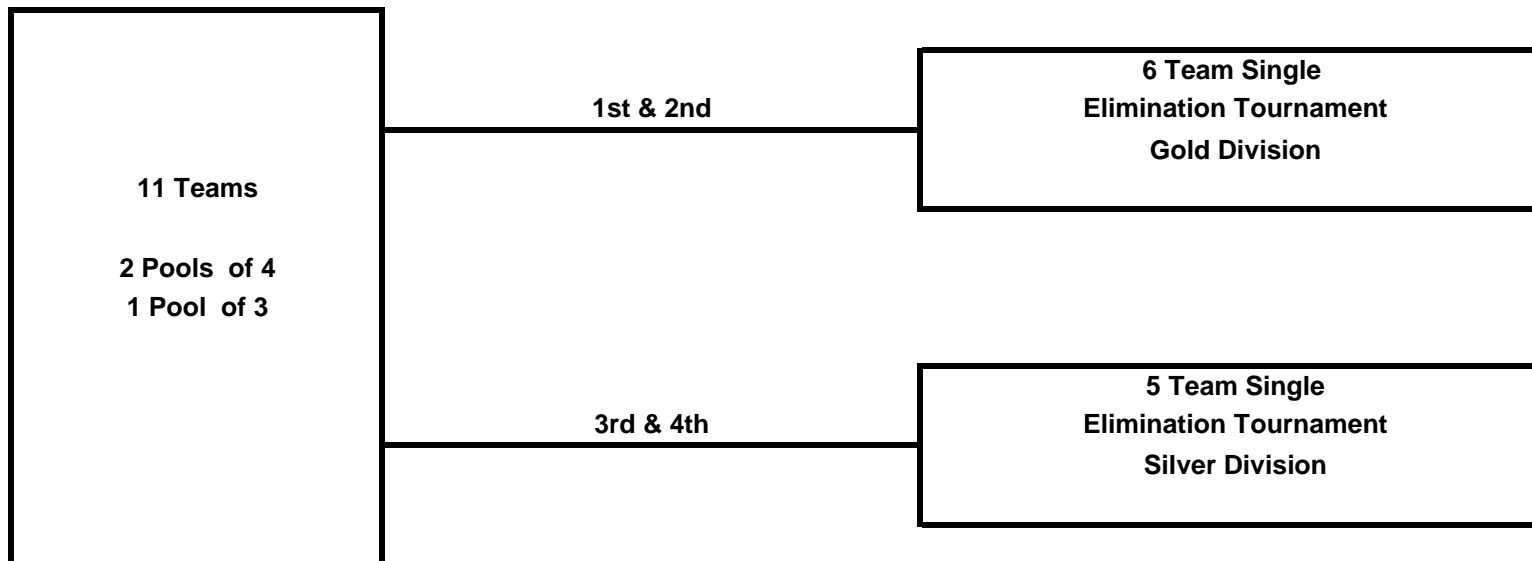 11 Teams
2 Pools of 4
1 Pool of 3
1st & 2nd
6 Team Single
Elimination Tournament
Gold Division
3rd & 4th
5 Team Single
Elimination Tournament
Silver Division